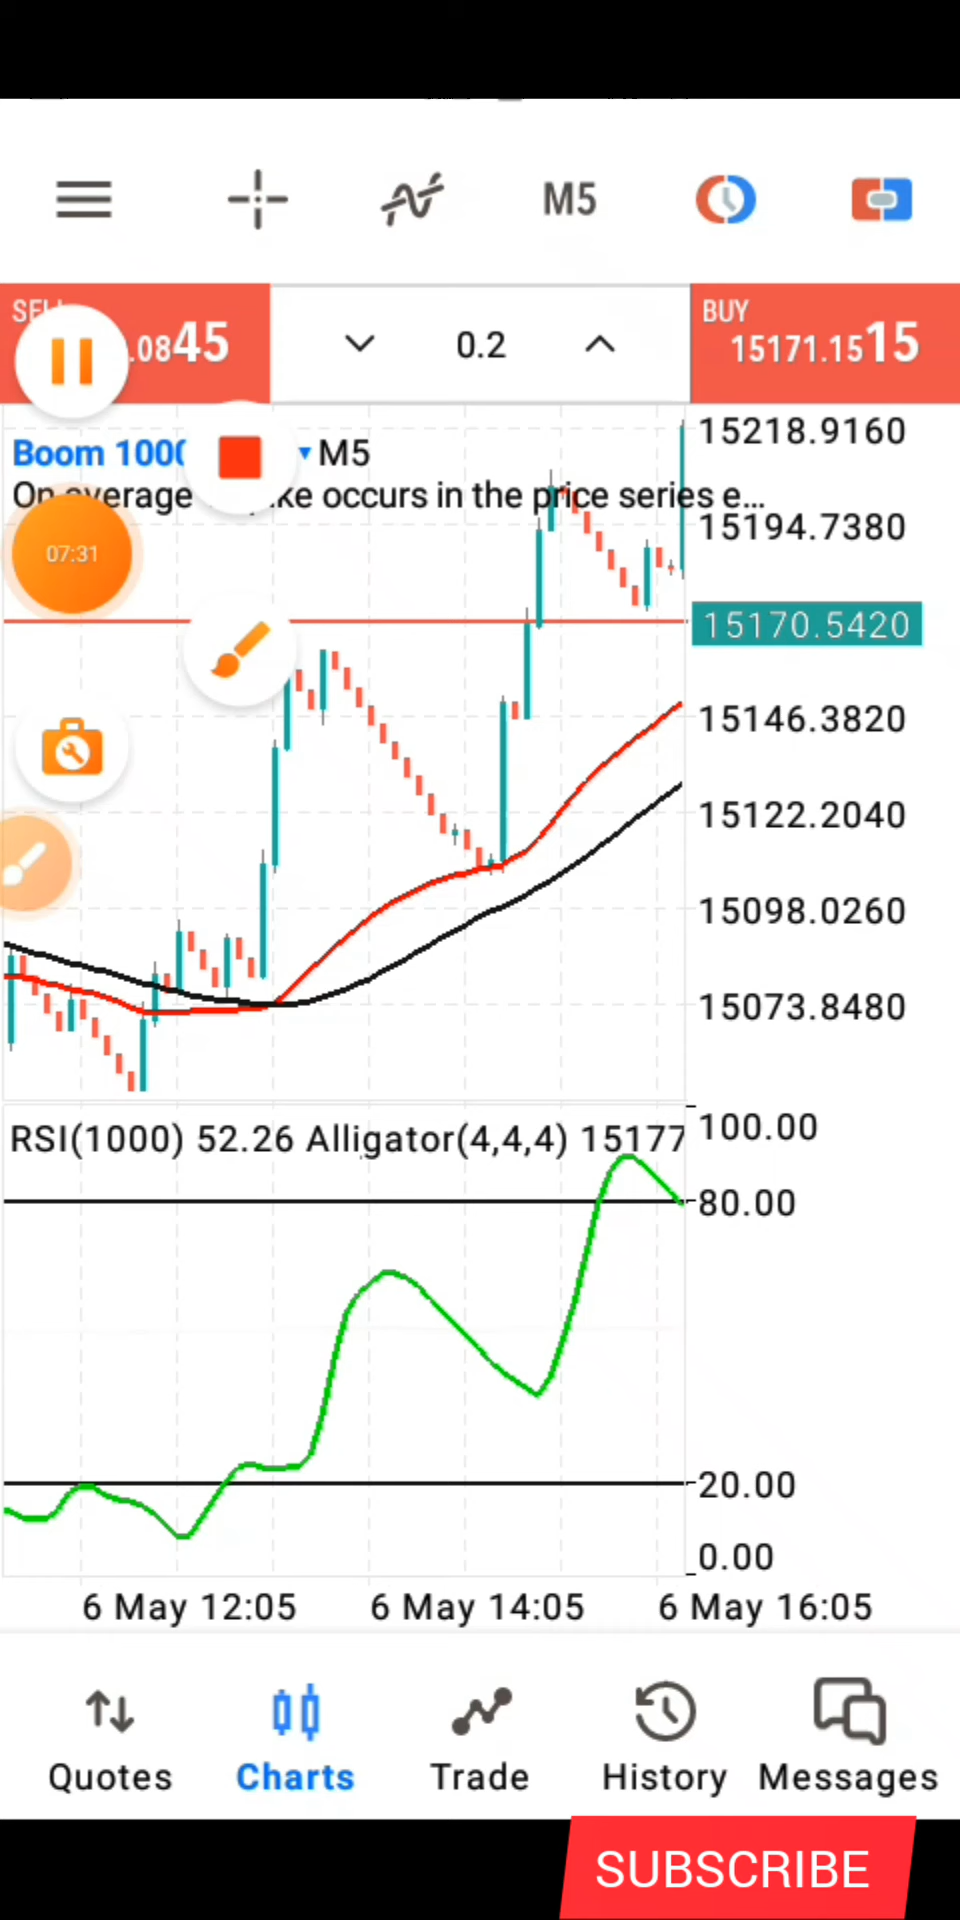 M5
SELL
.0845
0.2
BUY
15171.1515
Boom 1000
M5
On average ke occurs in the price series e...
07:31
15218.9160
15194.7380
15170.5420
15146.3820
15122.2040
15098.0260
15073.8480
RSI(1000) 52.26 Alligator(4,4,4) 15177
100.00
80.00
20.00
0.00
6 May 12:05
6 May 14:05
6 May 16:05
Quotes
Charts
Trade
History
Messages
SUBSCRIBE